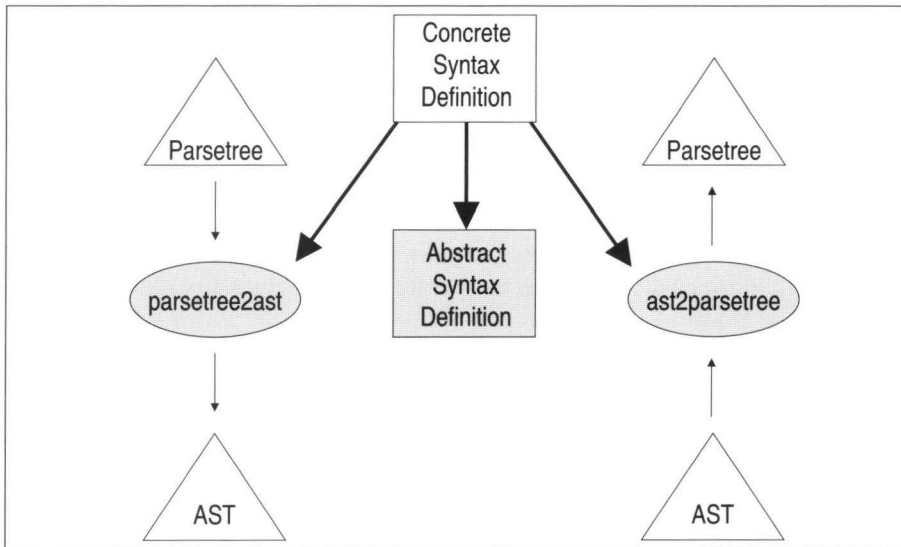 Concrete
Syntax
Definition
Parsetree
Parsetree
Abstract
Syntax
Definition
parsetree2ast
ast2parsetree
AST
AST